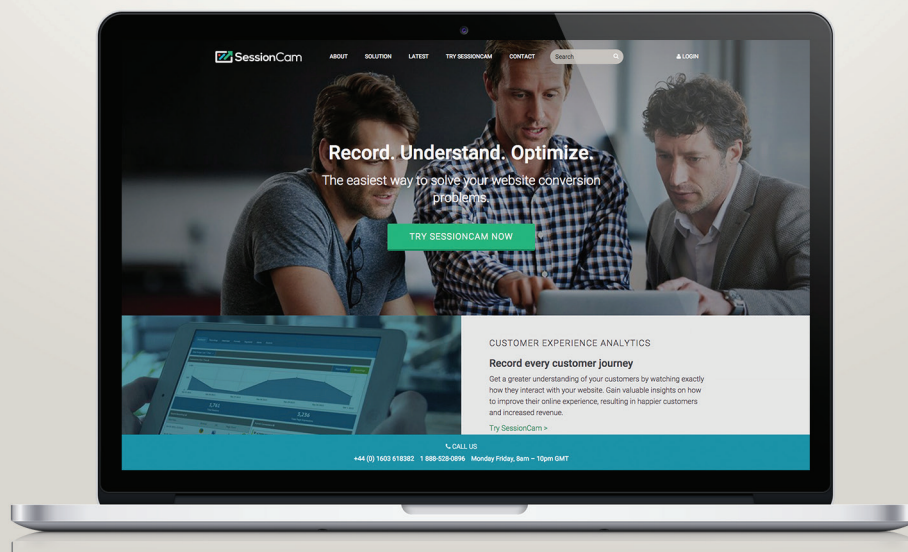 SessionCam
ABOUT SOLUTION LATEST TRY SESSIONCAM CONTACT Search LOGIN
Record. Understand. Optimize.
The easiest way to solve your website conversion
problems.
TRY SESSIONCAM NOW
CUSTOMER EXPERIENCE ANALYTICS
Record every customer journey
Get a greater understanding of your customers by watching exactly
how they interact with your website. Gain valuable insights on how
to improve their online experience, resulting in happier customers
and increased revenue.
Try SessionCam >
CALL US
+44 (0) 1603 618382 1 888-528-0896 Monday Friday, 8am – 10pm GMT